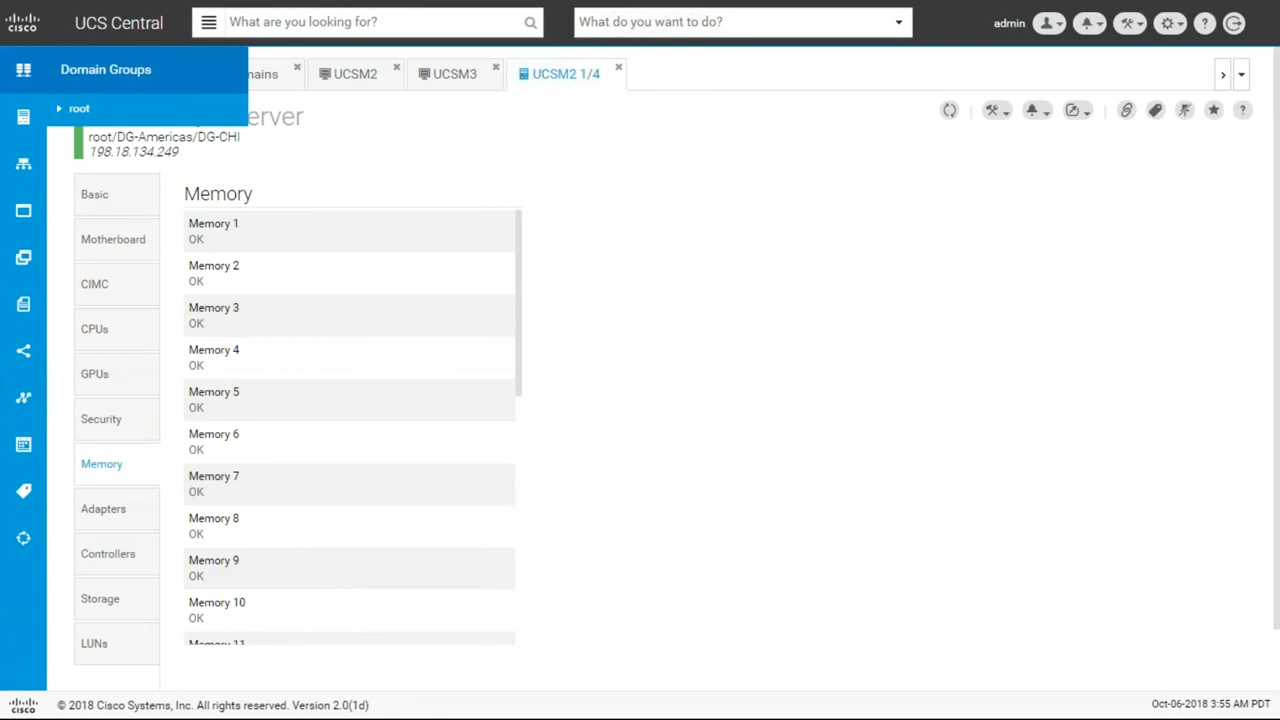 cisco
UCS Central
What are you looking for?
What do you want to do?
admin
Domain Groups
root
mains
UCSM2
UCSM3
UCSM2 1/4
erver
root/DG-Americas/DG-CHI
198.18.134.249
Basic
Motherboard
CIMC
CPUs
GPUs
Security
Memory
Adapters
Controllers
Storage
LUNs
Memory
Memory 1
OK
Memory 2
OK
Memory 3
OK
Memory 4
OK
Memory 5
OK
Memory 6
OK
Memory 7
OK
Memory 8
OK
Memory 9
OK
Memory 10
OK
Memory 11
cisco
© 2018 Cisco Systems, Inc. All rights reserved. Version 2.0(1d)
Oct-06-2018 3:55 AM PDT